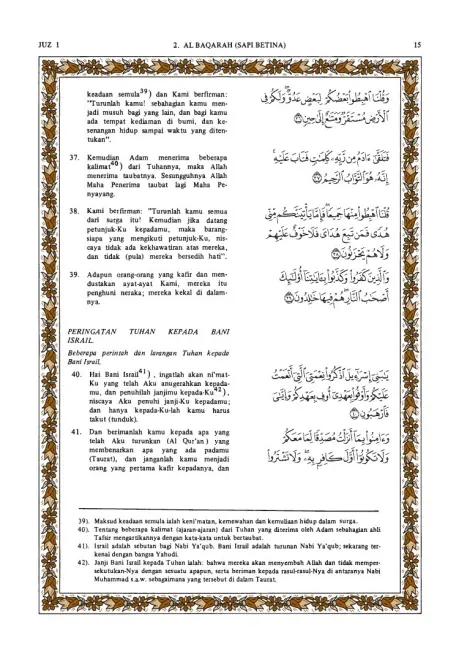 JUZ 1
2. AL BAQARAH (SAPI BETINA)
15
keadaan semula39) dan Kami berfirman:
"Turunlah kamu! sebahagian kamu men-
jadi musuh bagi yang lain, dan bagi kamu
ada tempat kediaman di bumi, dan ke-
senangan hidup sampai waktu yang diten-
tukan".
وَقُلْنَا اهْبِطُوا بَعْضُكُمْ لِبَعْضٍ عَدُوٌّ وَلَكُمْ فِي
الْأَرْضِ مُسْتَقَرٌّ وَمَتَاعٌ إِلَىٰ حِينٍ ۝٣٦
37. Kemudian Adam menerima beberapa
kalimat40) dari Tuhannya, maka Allah
menerima taubatnya. Sesungguhnya Allah
Maha Penerima taubat lagi Maha Pe-
nyayang.
فَتَلَقَّىٰ آدَمُ مِنْ رَبِّهِ كَلِمَاتٍ فَتَابَ عَلَيْهِ
إِنَّهُ هُوَ التَّوَّابُ الرَّحِيمُ ۝٣٧
38. Kami berfirman: "Turunlah kamu semua
dari surga itu! Kemudian jika datang
petunjuk-Ku kepadamu, maka barang-
siapa yang mengikuti petunjuk-Ku, nis-
caya tidak ada kekhawatiran atas mereka,
dan tidak (pula) mereka bersedih hati".
قُلْنَا اهْبِطُوا مِنْهَا جَمِيعًا فَإِمَّا يَأْتِيَنَّكُمْ مِنِّي
هُدًى فَمَنْ تَبِعَ هُدَايَ فَلَا خَوْفٌ عَلَيْهِمْ
وَلَا هُمْ يَحْزَنُونَ ۝٣٨
39. Adapun orang-orang yang kafir dan men-
dustakan ayat-ayat Kami, mereka itu
penghuni neraka; mereka kekal di dalam-
nya.
وَالَّذِينَ كَفَرُوا وَكَذَّبُوا بِآيَاتِنَا أُولَٰئِكَ
أَصْحَابُ النَّارِ هُمْ فِيهَا خَالِدُونَ ۝٣٩
PERINGATAN TUHAN KEPADA BANI
ISRAIL.
Beberapa perintah dan larangan Tuhan kepada
Bani Israil.
40. Hai Bani Israil41), ingatlah akan ni'mat-
Ku yang telah Aku anugerahkan kepada-
mu, dan penuhilah janjimu kepada-Ku42),
niscaya Aku penuhi janji-Ku kepadamu;
dan hanya kepada-Ku-lah kamu harus
takut (tunduk).
يَا بَنِي إِسْرَائِيلَ اذْكُرُوا نِعْمَتِيَ الَّتِي أَنْعَمْتُ
عَلَيْكُمْ وَأَوْفُوا بِعَهْدِي أُوفِ بِعَهْدِكُمْ وَإِيَّايَ
فَارْهَبُونِ ۝٤٠
41. Dan berimanlah kamu kepada apa yang
telah Aku turunkan (Al Qur'an) yang
membenarkan apa yang ada padamu
(Taurat), dan janganlah kamu menjadi
orang yang pertama kafir kepadanya, dan
وَآمِنُوا بِمَا أَنْزَلْتُ مُصَدِّقًا لِمَا مَعَكُمْ
وَلَا تَكُونُوا أَوَّلَ كَافِرٍ بِهِ وَلَا تَشْتَرُوا
39). Maksud keadaan semula ialah keni'matan, kemewahan dan kemuliaan hidup dalam surga.
40). Tentang beberapa kalimat (ajaran-ajaran) dari Tuhan yang diterima oleh Adam sebahagian ahli
Tafsir mengartikannya dengan kata-kata untuk bertaubat.
41). Israil adalah sebutan bagi Nabi Ya'qub. Bani Israil adalah turunan Nabi Ya'qub; sekarang ter-
kenal dengan bangsa Yahudi.
42). Janji Bani Israil kepada Tuhan ialah: bahwa mereka akan menyembah Allah dan tidak memper-
sekutukan-Nya dengan sesuatu apapun, serta beriman kepada rasul-rasul-Nya di antaranya Nabi
Muhammad s.a.w. sebagaimana yang tersebut di dalam Taurat.